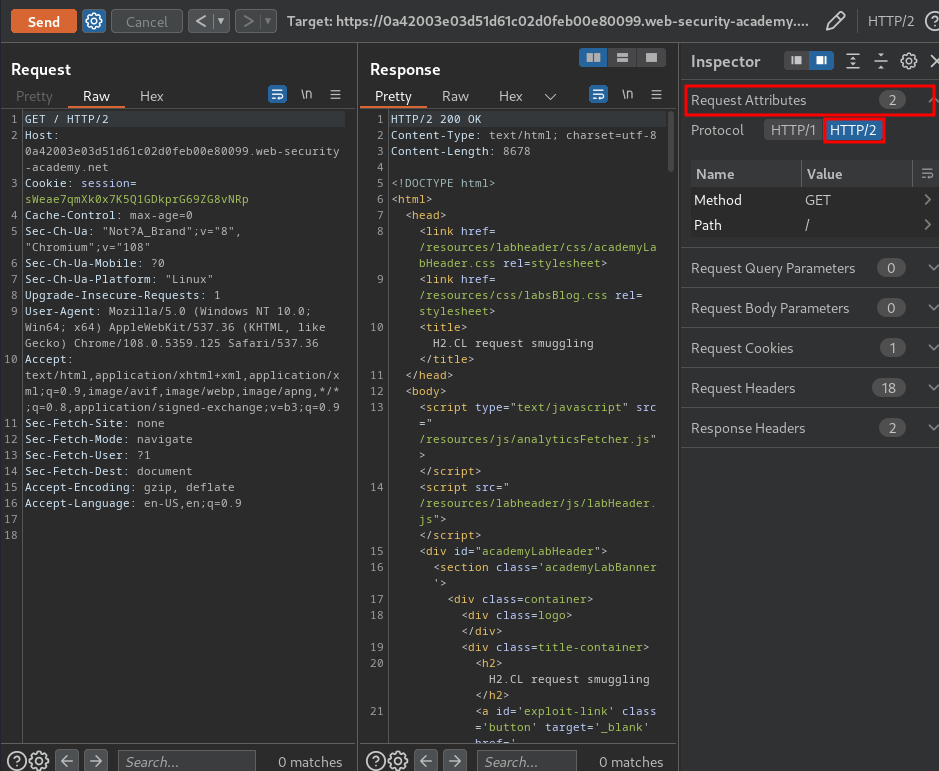 Send Cancel < > Target: https://0a42003e03d51d61c02d0feb00e80099.web-security-academy.... HTTP/2
Request
Pretty Raw Hex \n
1 GET / HTTP/2
2 Host:
0a42003e03d51d61c02d0feb00e80099.web-security
-academy.net
3 Cookie: session=
sWeae7qmXk0x7K5Q1GDkprG69ZG8vNRp
4 Cache-Control: max-age=0
5 Sec-Ch-Ua: "Not?A_Brand";v="8",
"Chromium";v="108"
6 Sec-Ch-Ua-Mobile: ?0
7 Sec-Ch-Ua-Platform: "Linux"
8 Upgrade-Insecure-Requests: 1
9 User-Agent: Mozilla/5.0 (Windows NT 10.0;
Win64; x64) AppleWebKit/537.36 (KHTML, like
Gecko) Chrome/108.0.5359.125 Safari/537.36
10 Accept:
text/html,application/xhtml+xml,application/x
ml;q=0.9,image/avif,image/webp,image/apng,*/*
;q=0.8,application/signed-exchange;v=b3;q=0.9
11 Sec-Fetch-Site: none
12 Sec-Fetch-Mode: navigate
13 Sec-Fetch-User: ?1
14 Sec-Fetch-Dest: document
15 Accept-Encoding: gzip, deflate
16 Accept-Language: en-US,en;q=0.9
17
18
Search... 0 matches
Response
Pretty Raw Hex \n
1 HTTP/2 200 OK
2 Content-Type: text/html; charset=utf-8
3 Content-Length: 8678
4
5 <!DOCTYPE html>
6 <html>
7 <head>
8 <link href=
/resources/labheader/css/academyLa
bHeader.css rel=stylesheet>
9 <link href=
/resources/css/labsBlog.css rel=
stylesheet>
10 <title>
H2.CL request smuggling
</title>
11 </head>
12 <body>
13 <script type="text/javascript" src
="
/resources/js/analyticsFetcher.js"
>
</script>
14 <script src="
/resources/labheader/js/labHeader.
js">
</script>
15 <div id="academyLabHeader">
16 <section class='academyLabBanner
'>
17 <div class=container>
18 <div class=logo>
</div>
19 <div class=title-container>
20 <h2>
H2.CL request smuggling
</h2>
21 <a id='exploit-link' class
='button' target='_blank'
href='
Search... 0 matches
Inspector
Request Attributes 2
Protocol HTTP/1 HTTP/2
Name Value
Method GET
Path /
Request Query Parameters 0
Request Body Parameters 0
Request Cookies 1
Request Headers 18
Response Headers 2